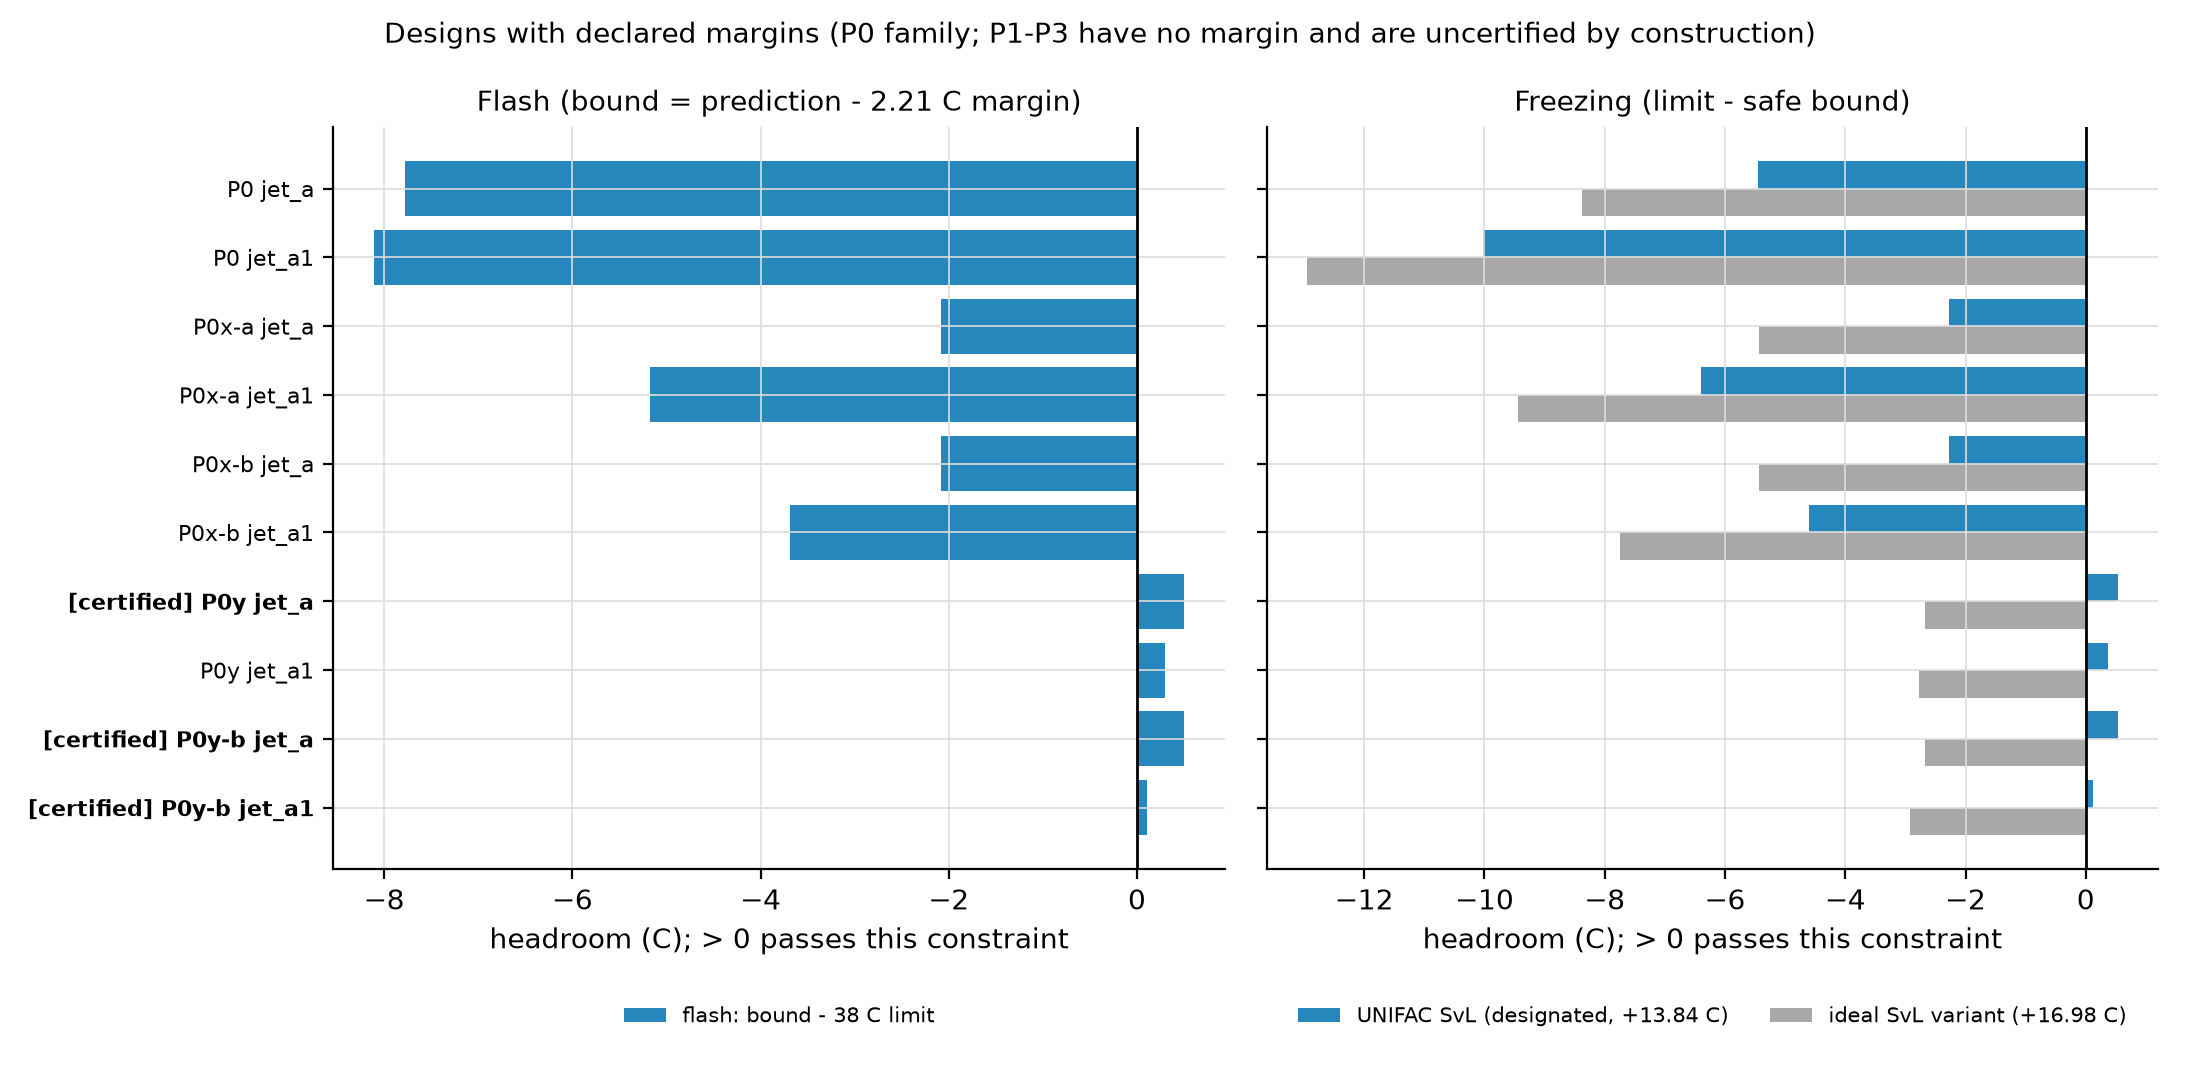 Designs with declared margins (P0 family; P1-P3 have no margin and are uncertified by construction)
Flash (bound = prediction - 2.21 C margin)
P0 jet_a
P0 jet_a1
P0x-a jet_a
P0x-a jet_a1
P0x-b jet_a
P0x-b jet_a1
[certified] P0y jet_a
P0y jet_a1
[certified] P0y-b jet_a
[certified] P0y-b jet_a1
−8 −6 −4 −2 0
headroom (C); > 0 passes this constraint
flash: bound - 38 C limit
Freezing (limit - safe bound)
−12 −10 −8 −6 −4 −2 0
headroom (C); > 0 passes this constraint
UNIFAC SvL (designated, +13.84 C)
ideal SvL variant (+16.98 C)